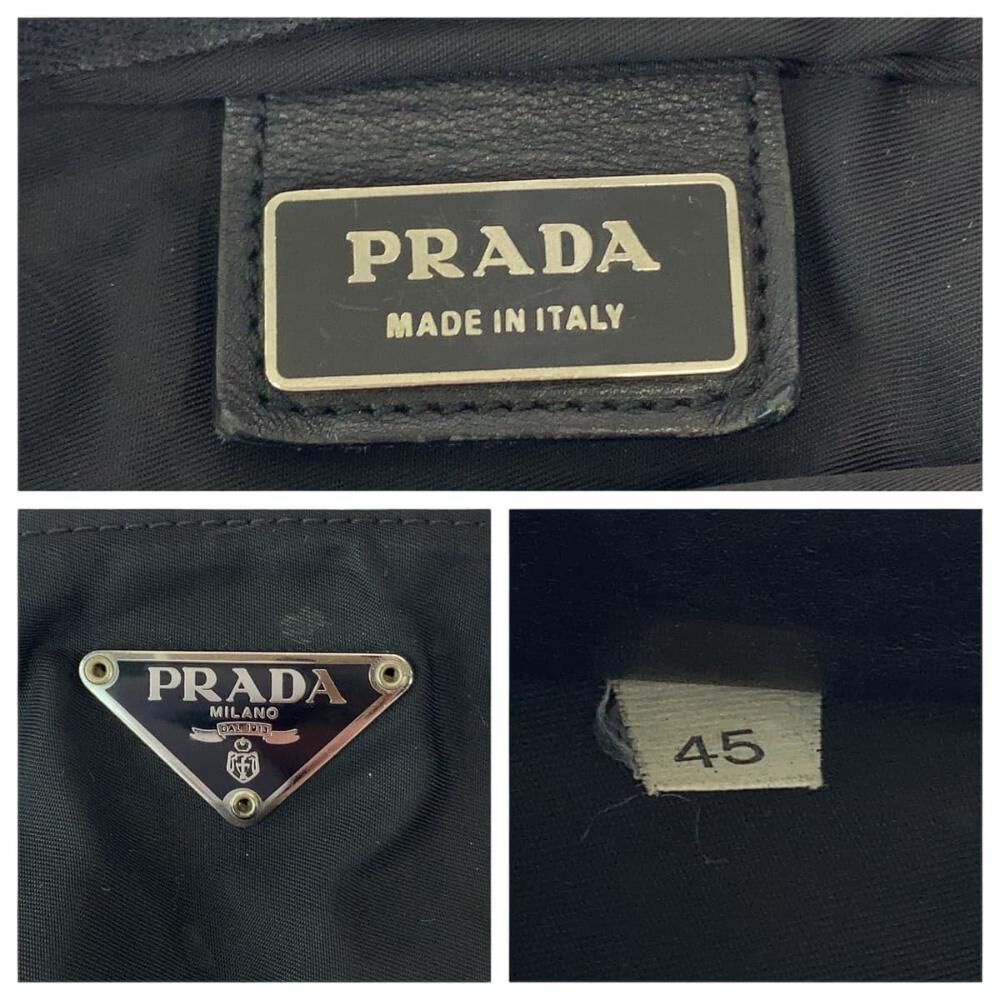 PRADA
MADE IN ITALY
PRADA
MILANO
DAL 1913
45